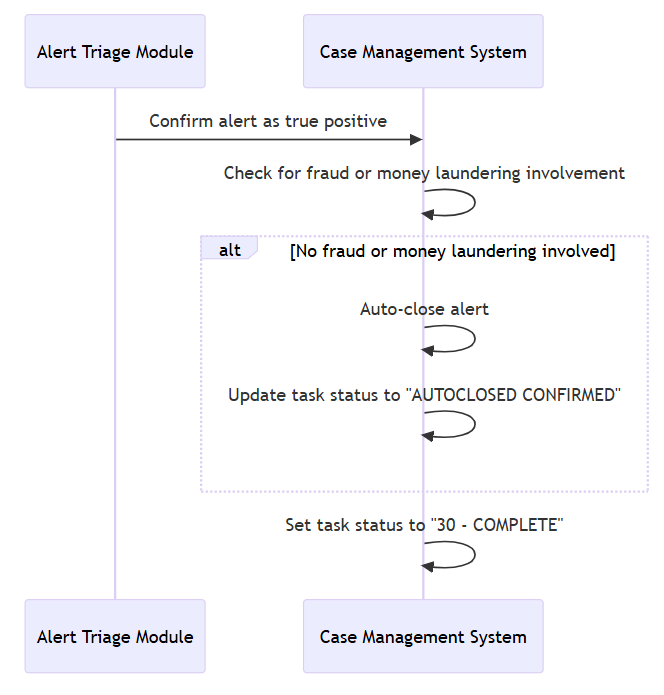 Alert Triage Module
Case Management System
Confirm alert as true positive
Check for fraud or money laundering involvement
alt
[No fraud or money laundering involved]
Auto-close alert
Update task status to "AUTOCLOSED CONFIRMED"
Set task status to "30 - COMPLETE"
Alert Triage Module
Case Management System